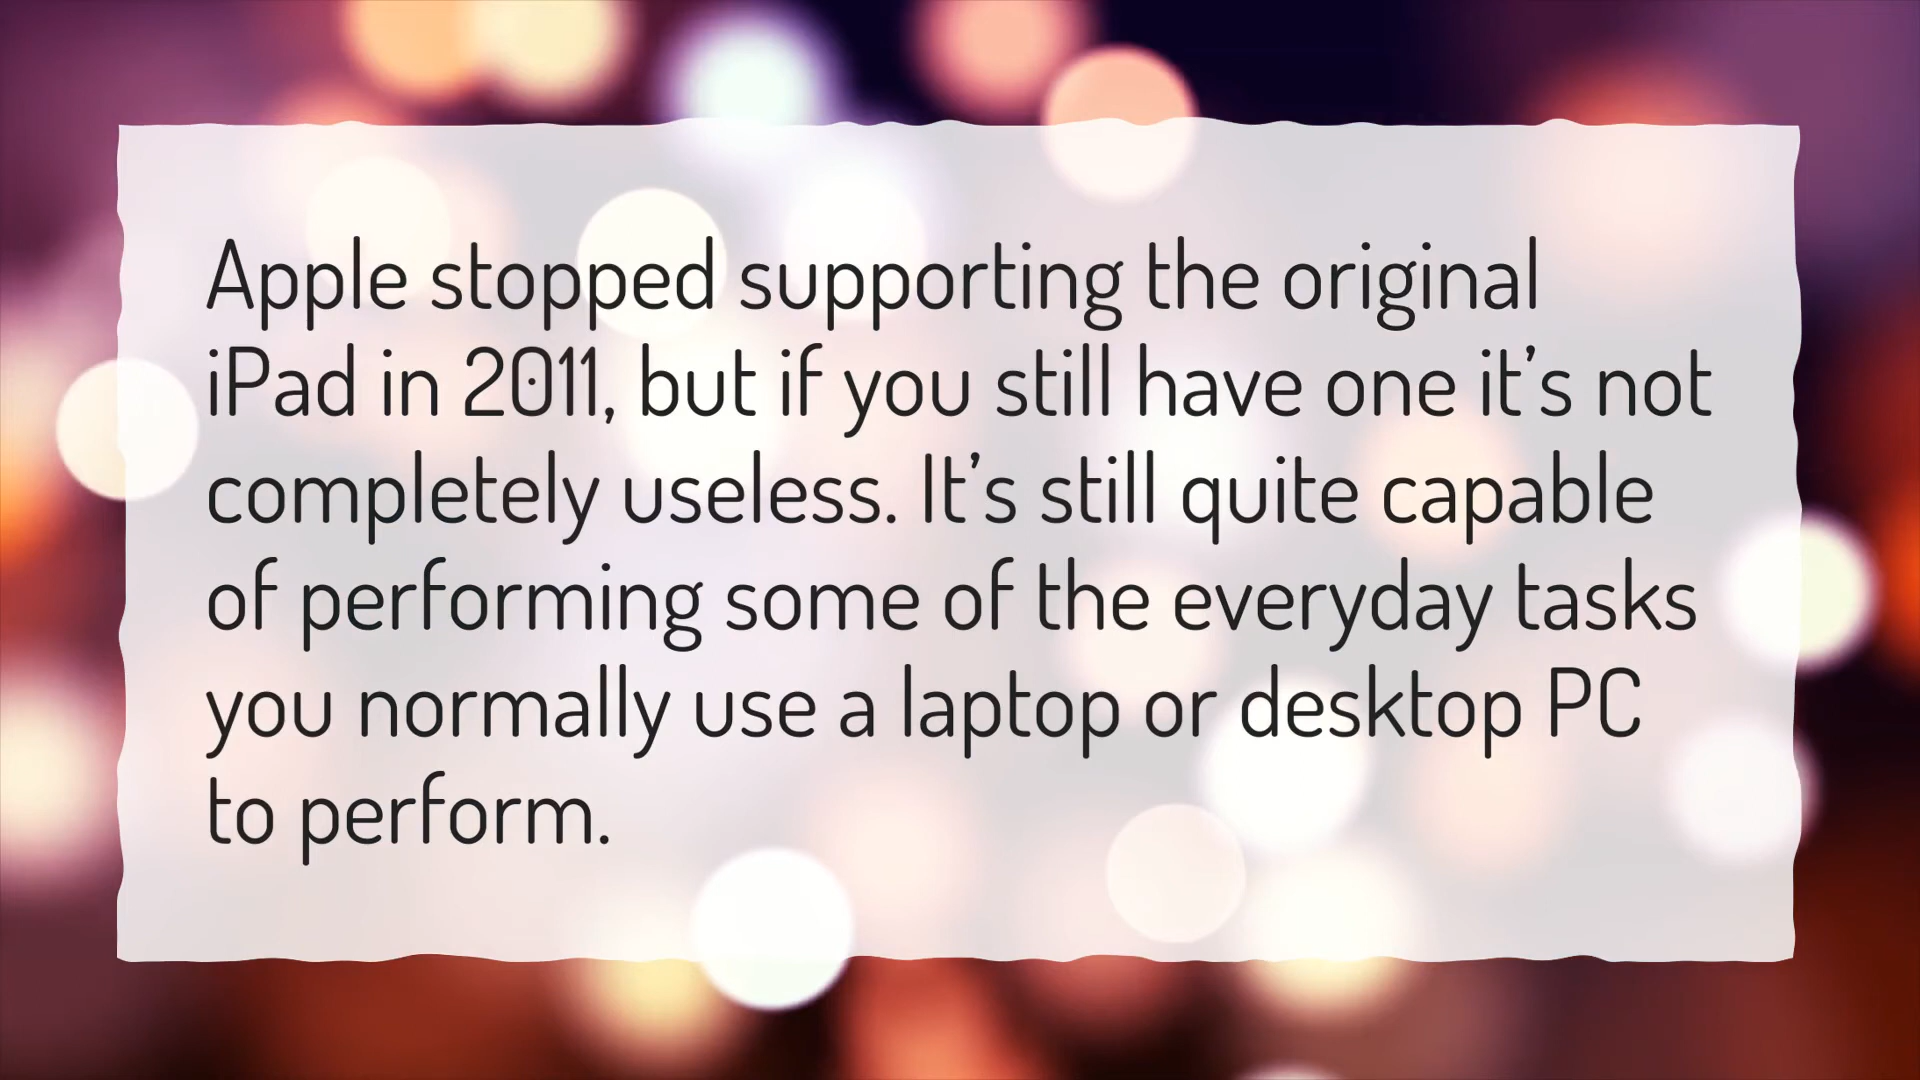 Apple stopped supporting the original
iPad in 2011, but if you still have one it’s not
completely useless. It’s still quite capable
of performing some of the everyday tasks
you normally use a laptop or desktop PC
to perform.